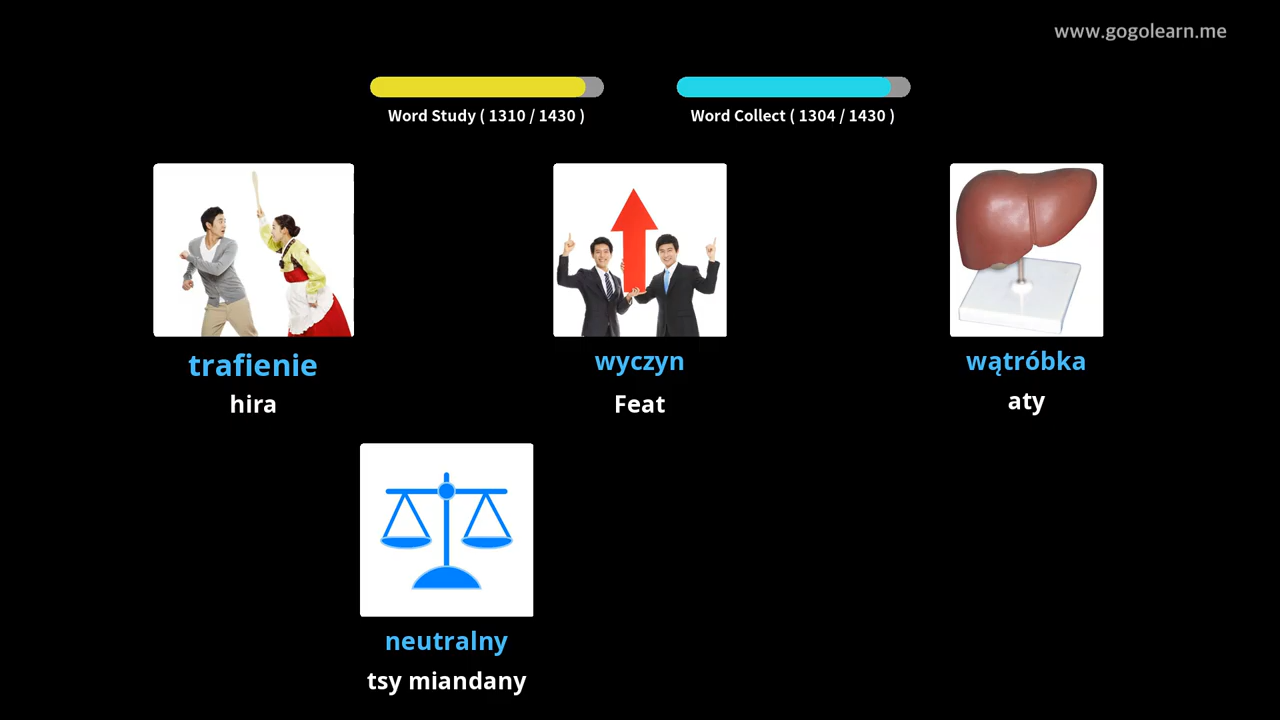 www.gogolearn.me
Word Study ( 1310 / 1430 )
Word Collect ( 1304 / 1430 )
trafienie
hira
wyczyn
Feat
wątróbka
aty
neutralny
tsy miandany